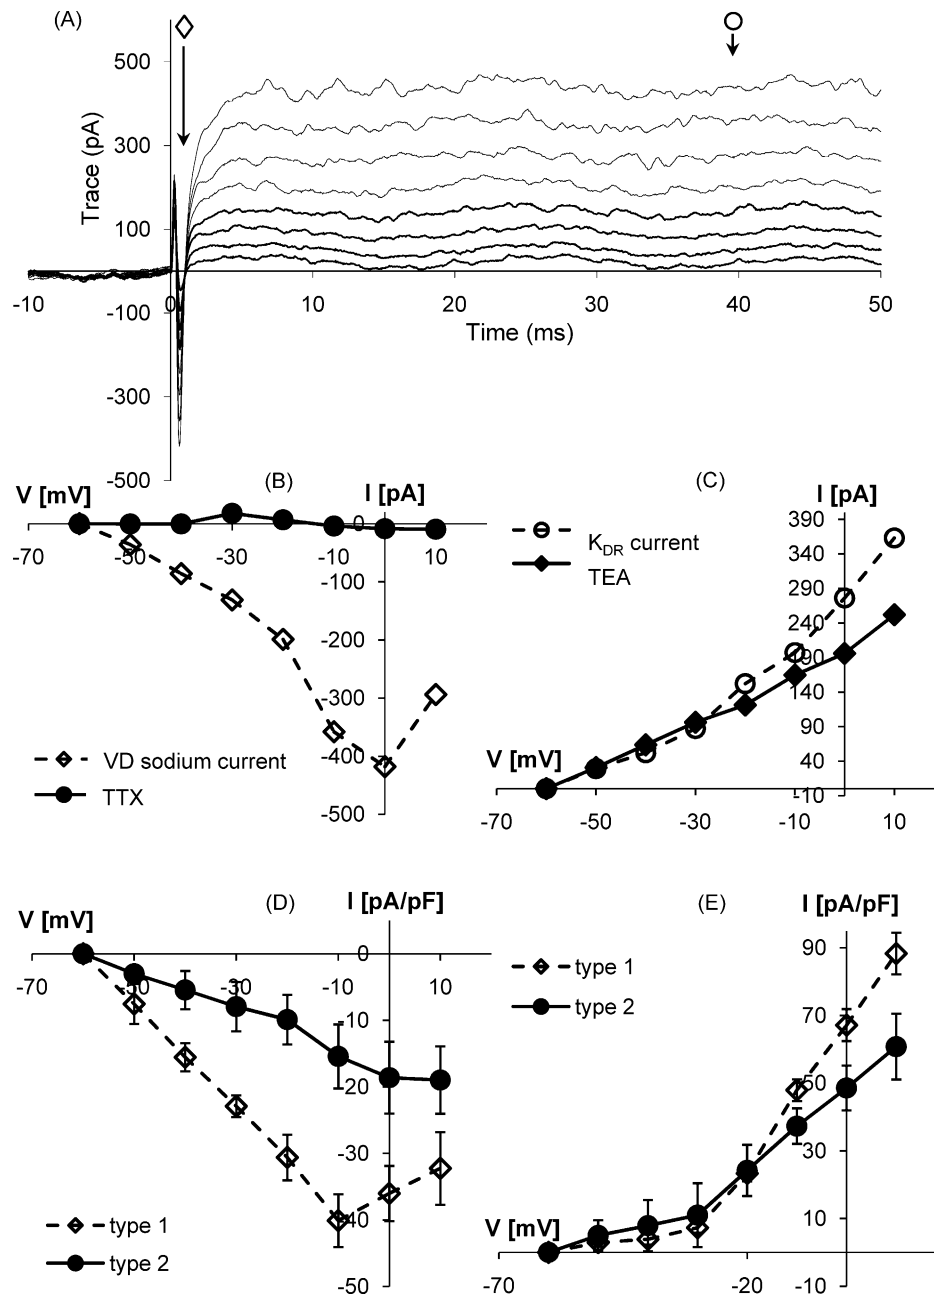 (A)
500
300
100
-100
-300
-500
Trace (pA)
-10 0 10 20 30 40 50
Time (ms)
(B)
V [mV] I [pA]
0
-70 -50 -30 -10 10
-100
-200
-300
-400
-500
VD sodium current
TTX
(C)
I [pA]
390
340
290
240
190
140
90
40
-10
K_DR current
TEA
V [mV]
-70 -50 -30 -10 10
(D)
V [mV] I [pA/pF]
0
-70 -50 -30 -10 10
-10
-20
-30
-40
-50
type 1
type 2
(E)
I [pA/pF]
90
70
50
30
10
-10
type 1
type 2
V [mV]
-70 -20